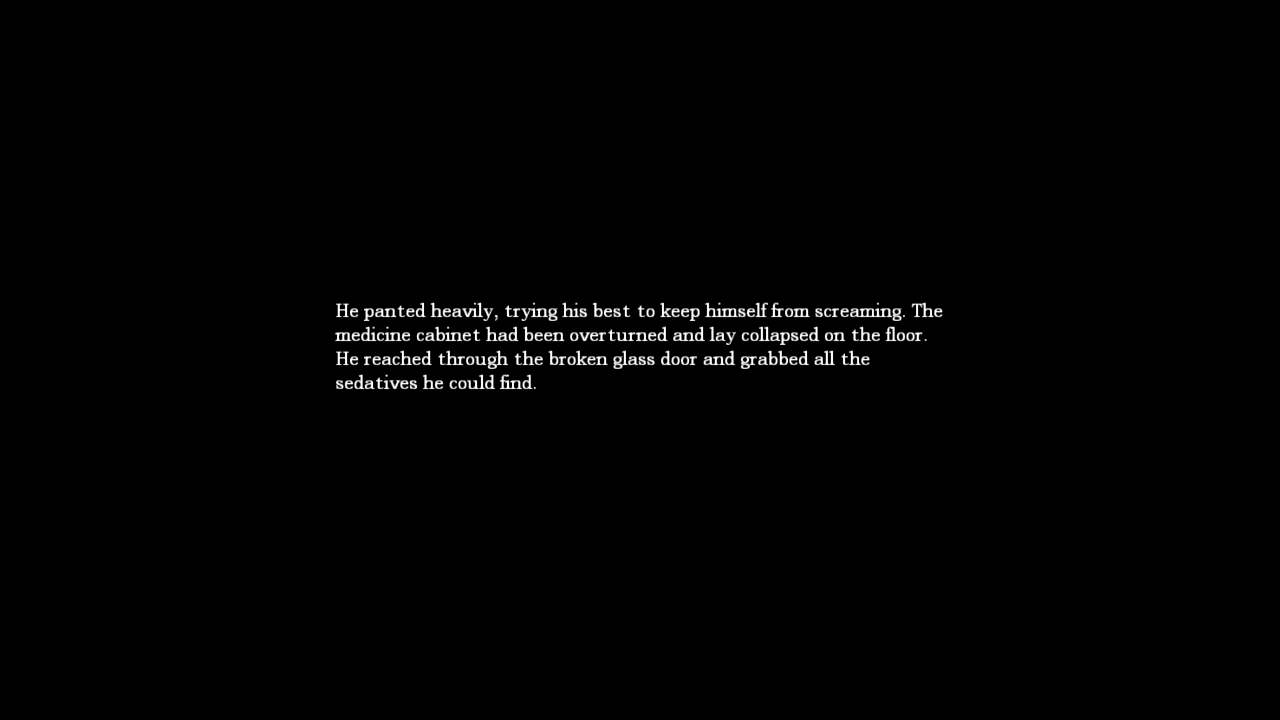 He panted heavily, trying his best to keep himself from screaming. The
medicine cabinet had been overturned and lay collapsed on the floor.
He reached through the broken glass door and grabbed all the
sedatives he could find.